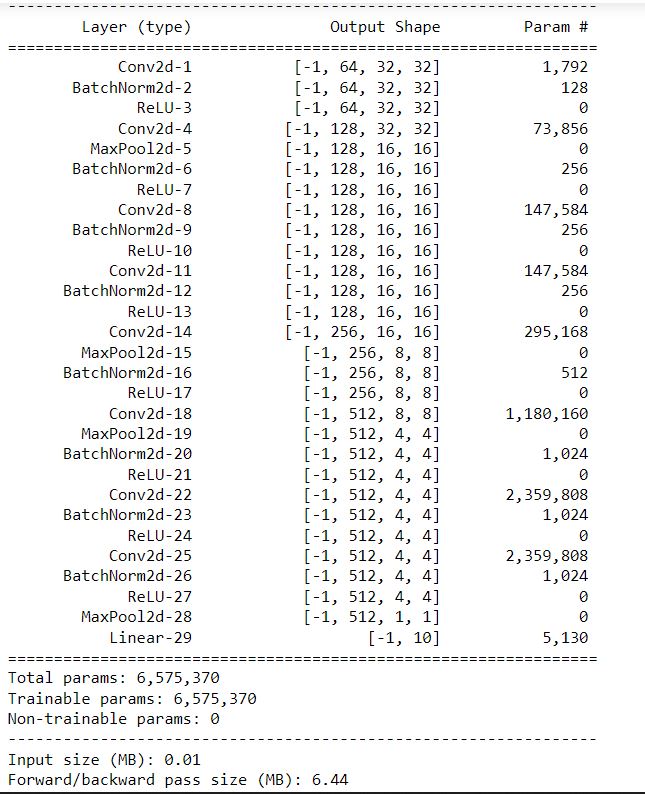 ----------------------------------------------------------------
Layer (type) Output Shape Param #
================================================================
Conv2d-1 [-1, 64, 32, 32] 1,792
BatchNorm2d-2 [-1, 64, 32, 32] 128
ReLU-3 [-1, 64, 32, 32] 0
Conv2d-4 [-1, 128, 32, 32] 73,856
MaxPool2d-5 [-1, 128, 16, 16] 0
BatchNorm2d-6 [-1, 128, 16, 16] 256
ReLU-7 [-1, 128, 16, 16] 0
Conv2d-8 [-1, 128, 16, 16] 147,584
BatchNorm2d-9 [-1, 128, 16, 16] 256
ReLU-10 [-1, 128, 16, 16] 0
Conv2d-11 [-1, 128, 16, 16] 147,584
BatchNorm2d-12 [-1, 128, 16, 16] 256
ReLU-13 [-1, 128, 16, 16] 0
Conv2d-14 [-1, 256, 16, 16] 295,168
MaxPool2d-15 [-1, 256, 8, 8] 0
BatchNorm2d-16 [-1, 256, 8, 8] 512
ReLU-17 [-1, 256, 8, 8] 0
Conv2d-18 [-1, 512, 8, 8] 1,180,160
MaxPool2d-19 [-1, 512, 4, 4] 0
BatchNorm2d-20 [-1, 512, 4, 4] 1,024
ReLU-21 [-1, 512, 4, 4] 0
Conv2d-22 [-1, 512, 4, 4] 2,359,808
BatchNorm2d-23 [-1, 512, 4, 4] 1,024
ReLU-24 [-1, 512, 4, 4] 0
Conv2d-25 [-1, 512, 4, 4] 2,359,808
BatchNorm2d-26 [-1, 512, 4, 4] 1,024
ReLU-27 [-1, 512, 4, 4] 0
MaxPool2d-28 [-1, 512, 1, 1] 0
Linear-29 [-1, 10] 5,130
================================================================
Total params: 6,575,370
Trainable params: 6,575,370
Non-trainable params: 0
----------------------------------------------------------------
Input size (MB): 0.01
Forward/backward pass size (MB): 6.44